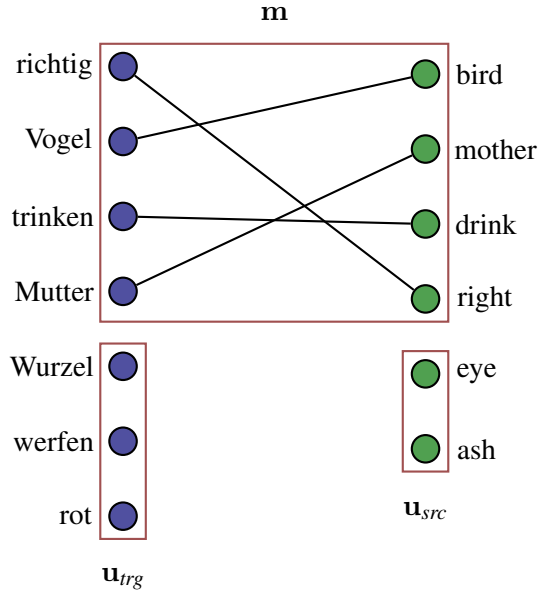 m
richtig
bird
Vogel
mother
trinken
drink
Mutter
right
Wurzel
eye
werfen
ash
rot
u_src
u_trg